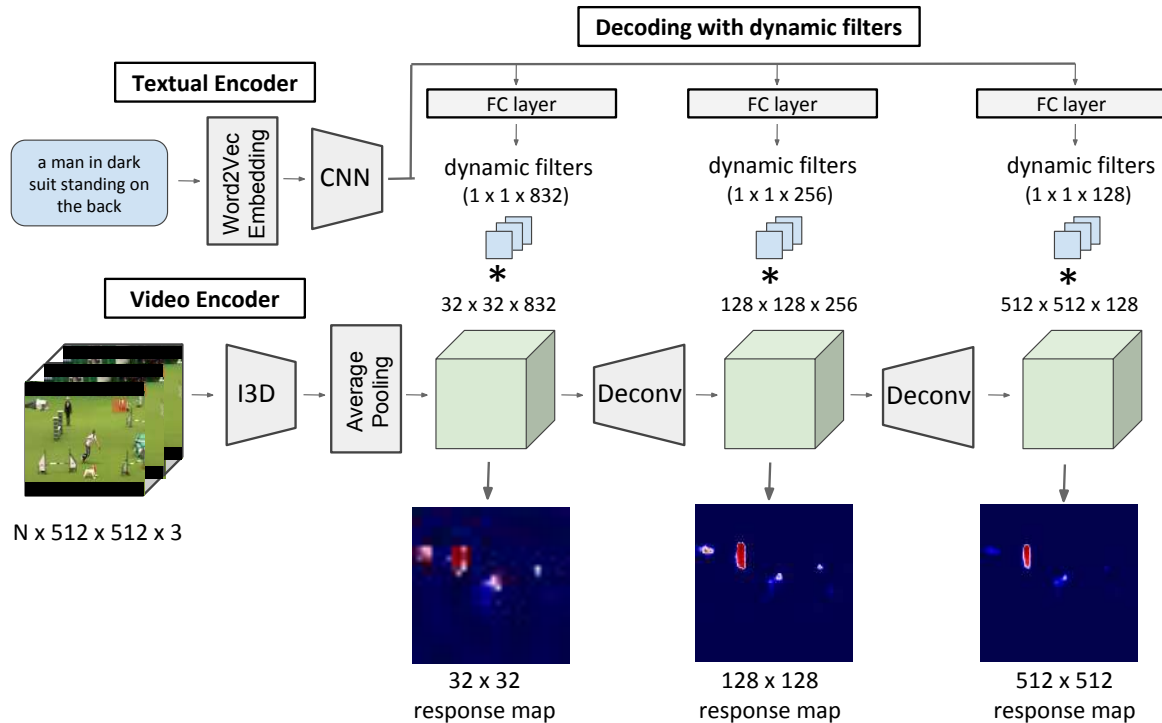 Decoding with dynamic filters
Textual Encoder
FC layer
FC layer
FC layer
a man in dark
suit standing on
the back
Word2Vec
Embedding
CNN
dynamic filters
(1 x 1 x 832)
dynamic filters
(1 x 1 x 256)
dynamic filters
(1 x 1 x 128)
*
*
*
Video Encoder
32 x 32 x 832
128 x 128 x 256
512 x 512 x 128
I3D
Average
Pooling
Deconv
Deconv
N x 512 x 512 x 3
32 x 32
response map
128 x 128
response map
512 x 512
response map